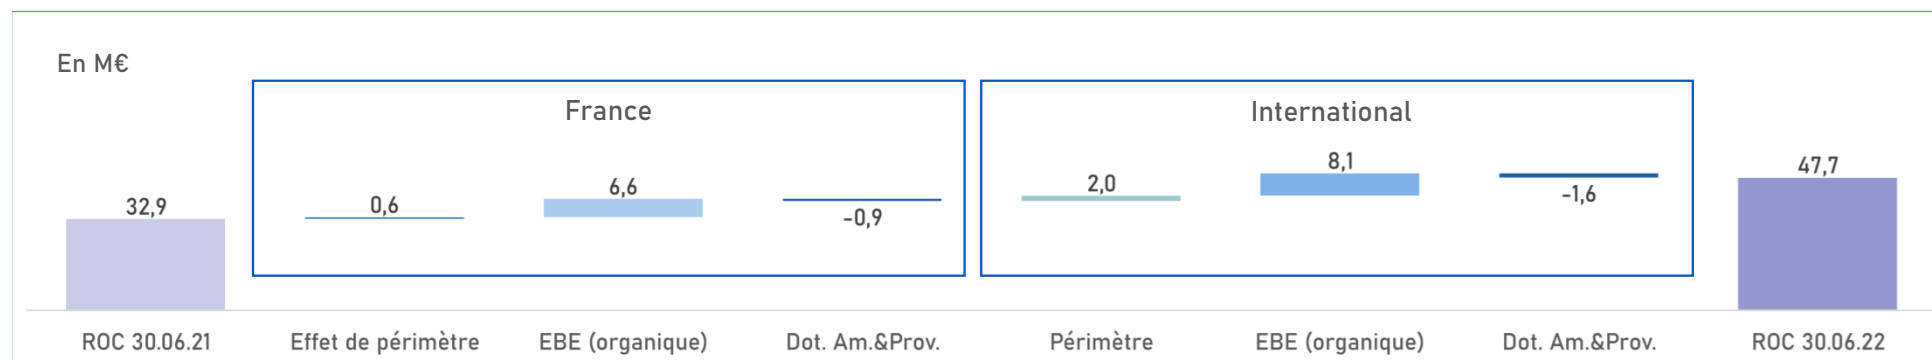 En M€
France
International
32,9
0,6
6,6
-0,9
2,0
8,1
-1,6
47,7
ROC 30.06.21
Effet de périmètre
EBE (organique)
Dot. Am.&Prov.
Périmètre
EBE (organique)
Dot. Am.&Prov.
ROC 30.06.22